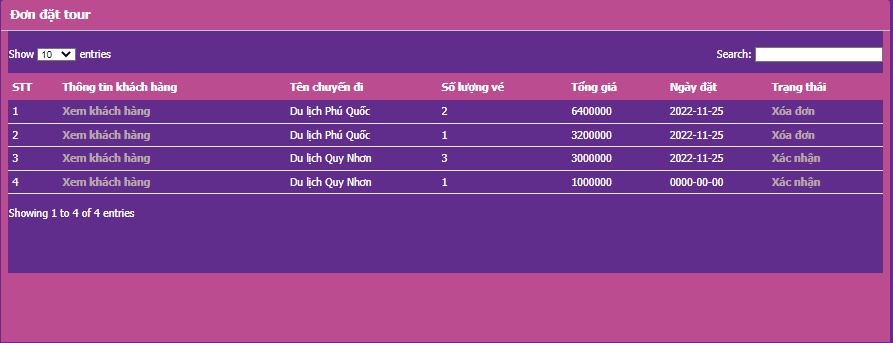 Đơn đặt tour
Show 10 entries Search:
STT Thông tin khách hàng Tên chuyến đi Số lượng vé Tổng giá Ngày đặt Trạng thái
1 Xem khách hàng Du lịch Phú Quốc 2 6400000 2022-11-25 Xóa đơn
2 Xem khách hàng Du lịch Phú Quốc 1 3200000 2022-11-25 Xóa đơn
3 Xem khách hàng Du lịch Quy Nhơn 3 3000000 2022-11-25 Xác nhận
4 Xem khách hàng Du lịch Quy Nhơn 1 1000000 0000-00-00 Xác nhận
Showing 1 to 4 of 4 entries